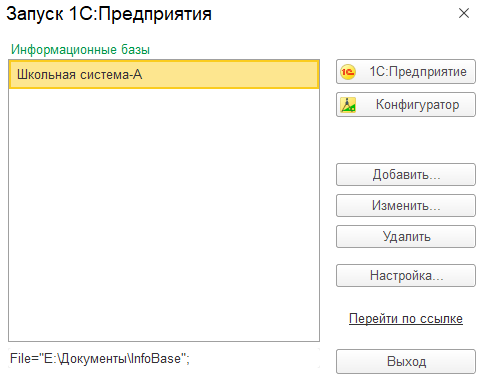 Запуск 1С:Предприятия
Информационные базы
Школьная система-А
1С:Предприятие
Конфигуратор
Добавить...
Изменить...
Удалить
Настройка...
Перейти по ссылке
File="E:\Документы\InfoBase";
Выход